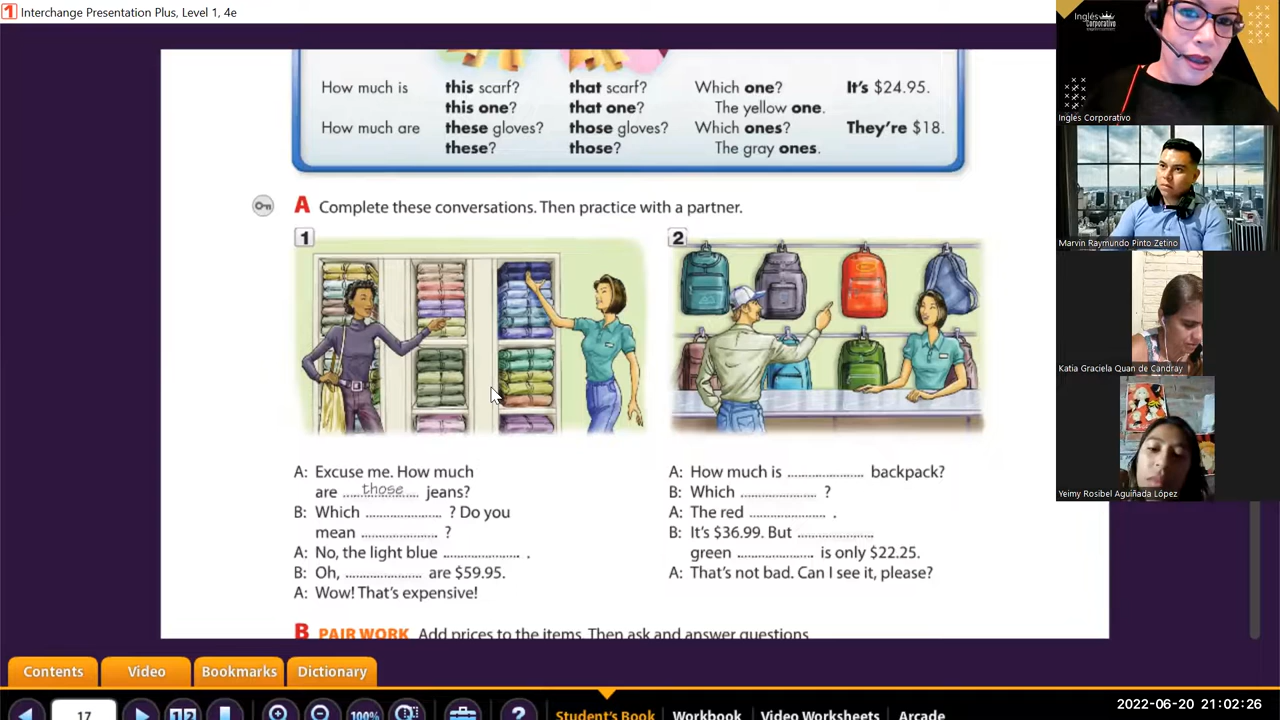 Interchange Presentation Plus, Level 1, 4e
How much is this scarf? that scarf? Which one? It's $24.95.
this one? that one? The yellow one.
How much are these gloves? those gloves? Which ones? They're $18.
these? those? The gray ones.
A Complete these conversations. Then practice with a partner.
1
2
A: Excuse me. How much
are ....those.... jeans?
B: Which .................... ? Do you
mean .................... ?
A: No, the light blue .................... .
B: Oh, .................... are $59.95.
A: Wow! That's expensive!
A: How much is .................... backpack?
B: Which .................... ?
A: The red .................... .
B: It's $36.99. But ....................
green .................... is only $22.25.
A: That's not bad. Can I see it, please?
B PAIR WORK Add prices to the items. Then ask and answer questions.
Inglés
Corporativo
Inglés Corporativo
Marvin Raymundo Pinto Zetino
Katia Graciela Quan de Candray
Yeimy Rosibel Aguiñada López
Contents
Video
Bookmarks
Dictionary
17
12
100%
?
Student's Book
Workbook
Video Worksheets
Arcade
2022-06-20 21:02:26